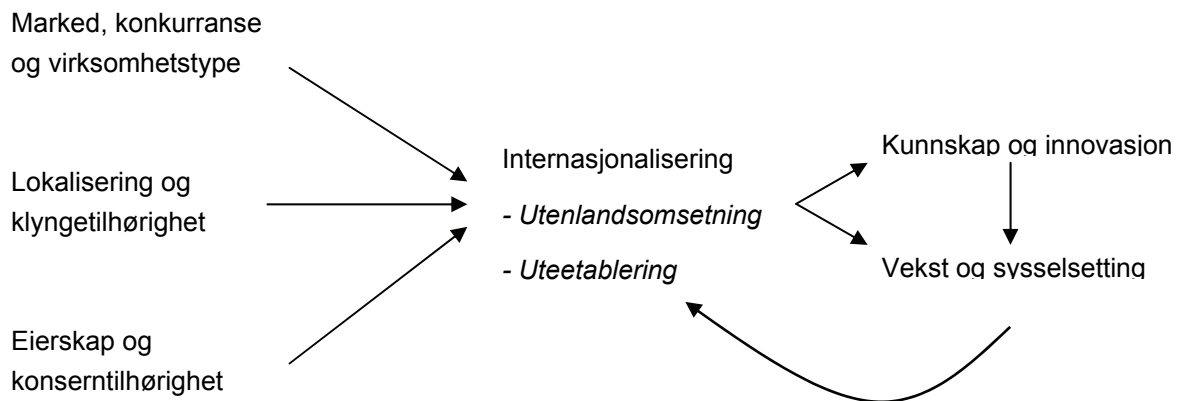 Marked, konkurranse
og virksomhetstype
Lokalisering og
klyngetilhørighet
Eierskap og
konserntilhørighet
Internasjonalisering
- Utenlandsomsetning
- Uteetablering
Kunnskap og innovasjon
Vekst og sysselsetting